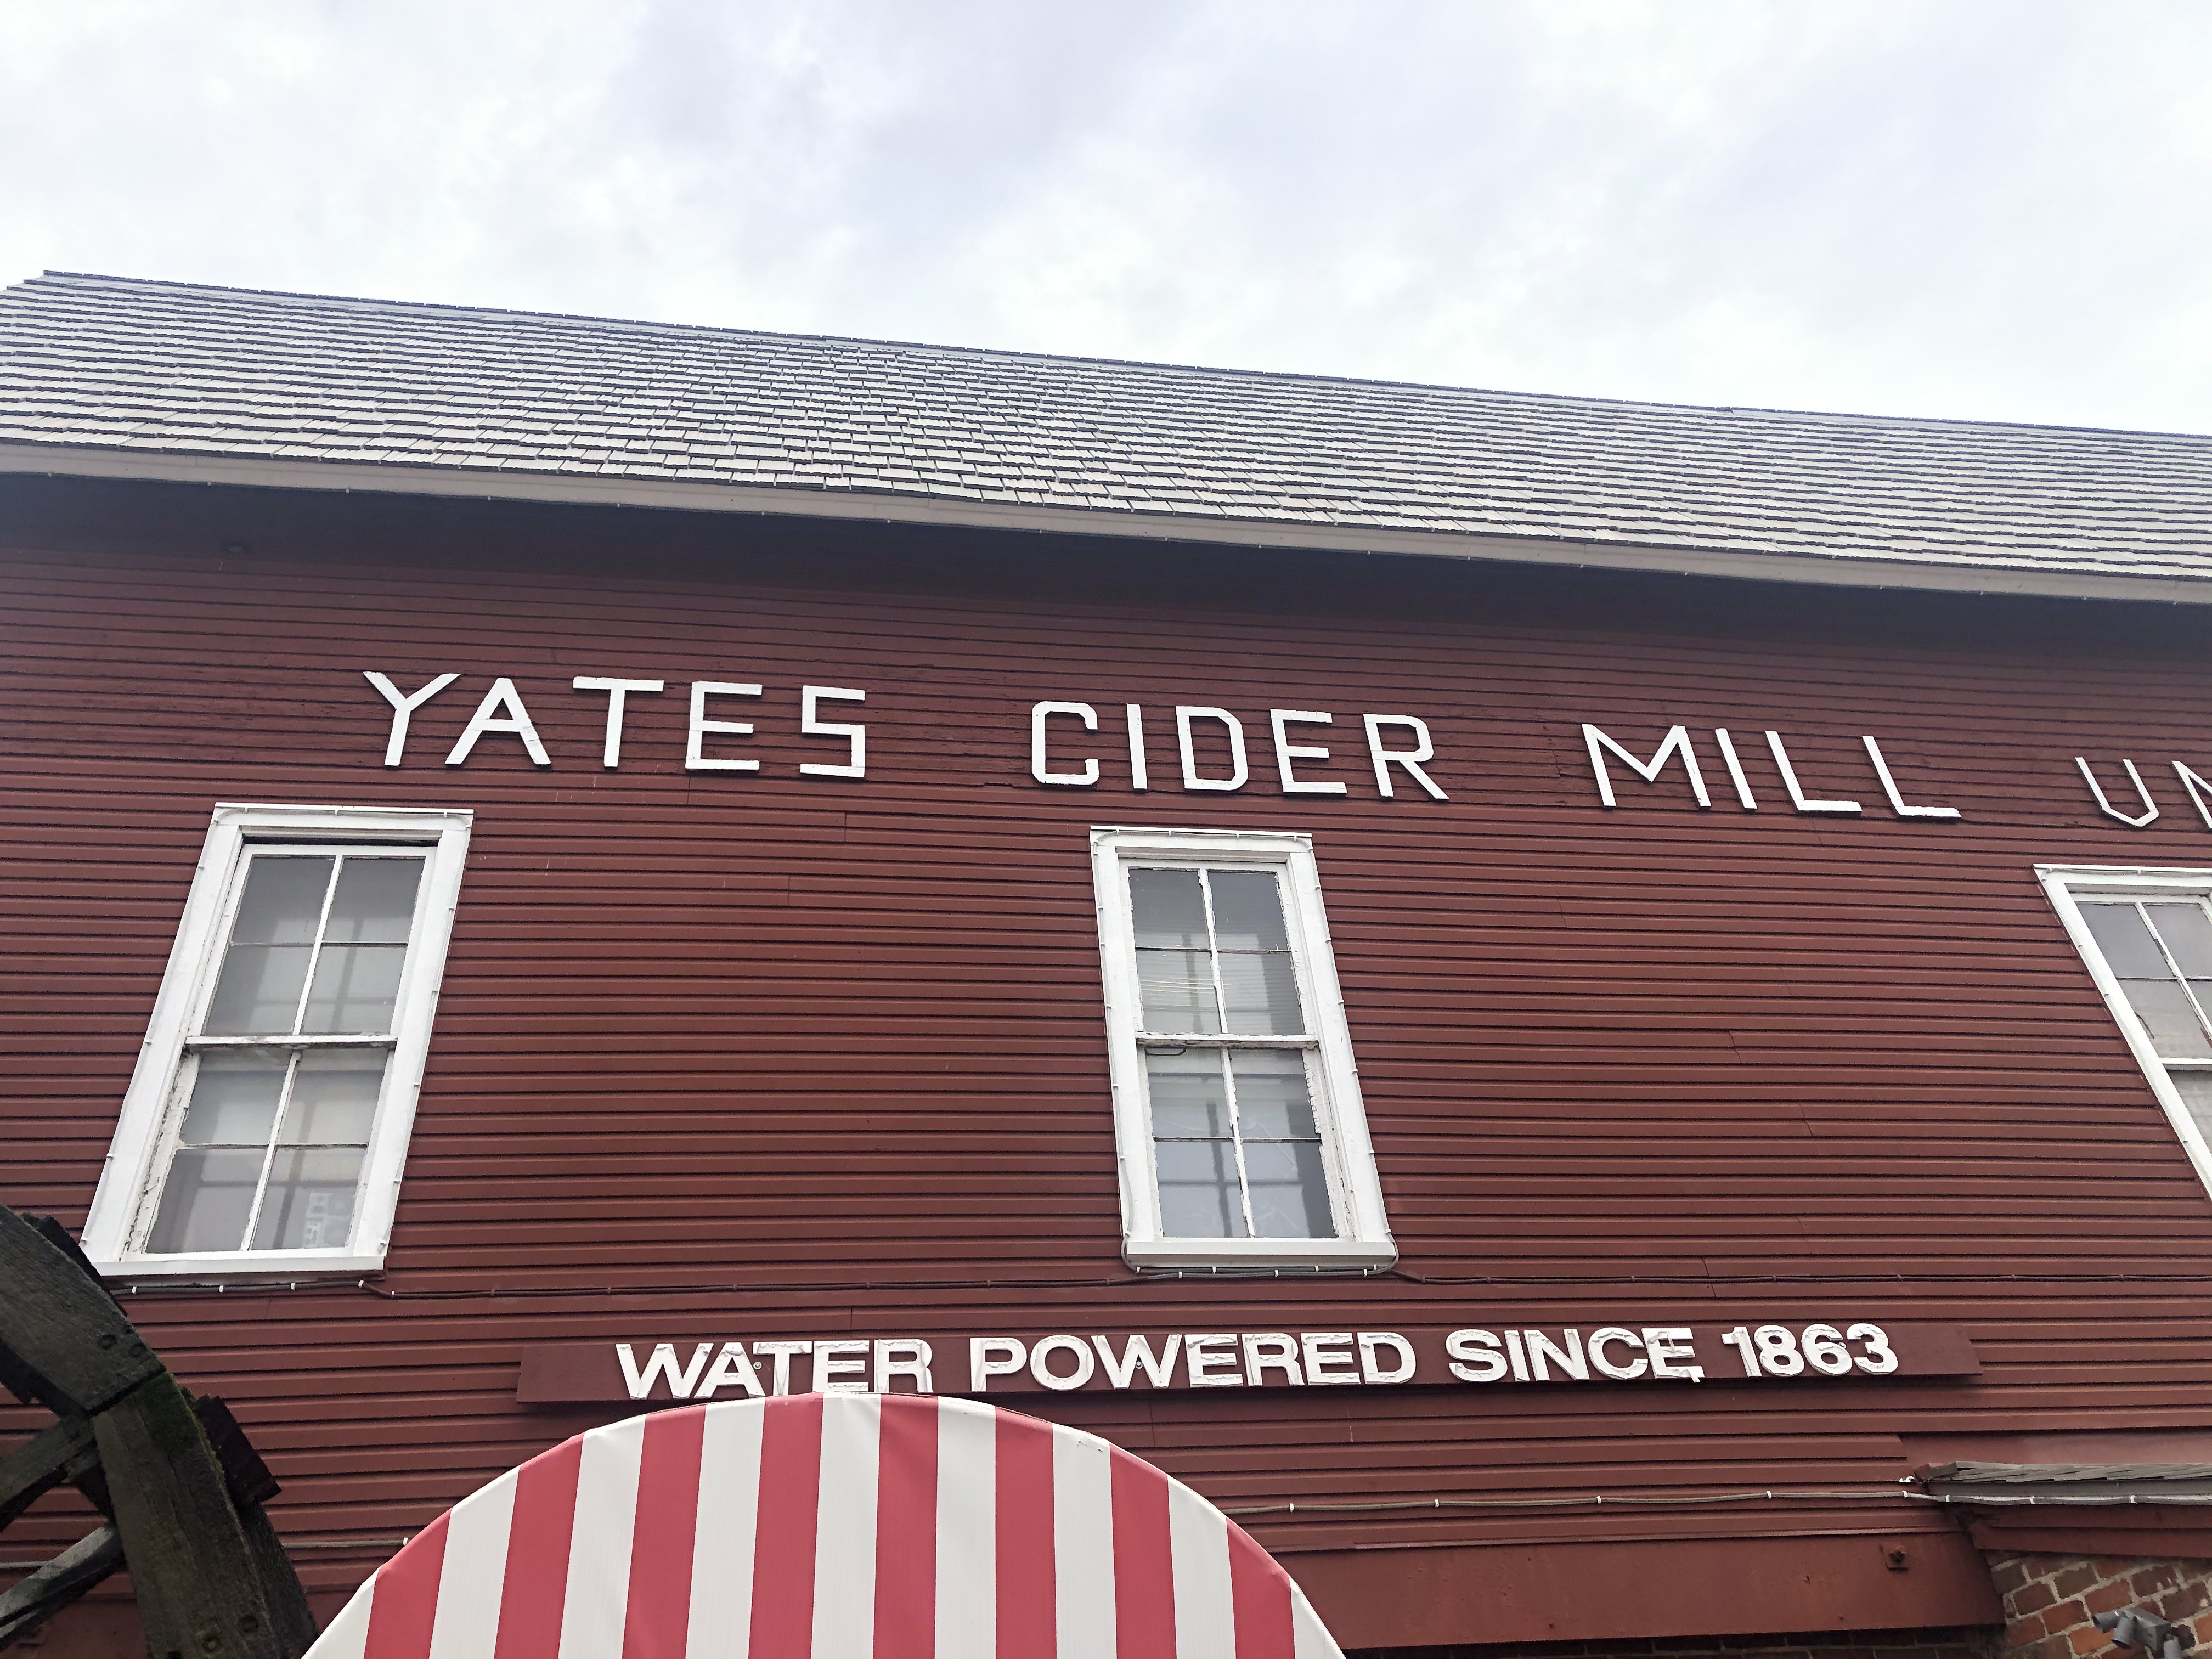 YATES CIDER MILL
WATER POWERED SINCE 1863